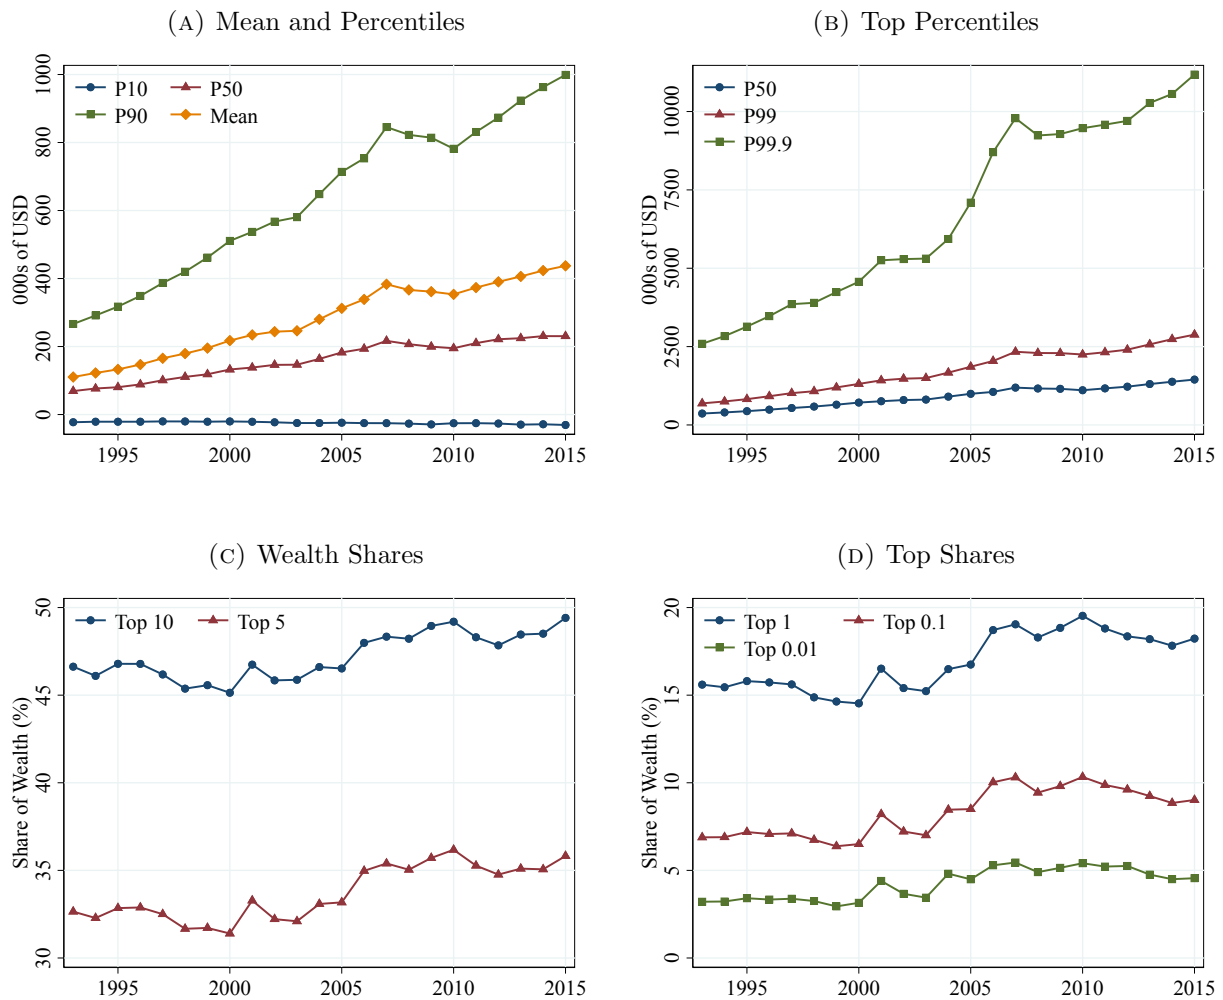 (A) Mean and Percentiles
000s of USD
1000
800
600
400
200
0
P10
P50
P90
Mean
1995
2000
2005
2010
2015
(B) Top Percentiles
000s of USD
10000
7500
5000
2500
0
P50
P99
P99.9
1995
2000
2005
2010
2015
(C) Wealth Shares
Share of Wealth (%)
50
45
40
35
30
Top 10
Top 5
1995
2000
2005
2010
2015
(D) Top Shares
Share of Wealth (%)
20
15
10
5
0
Top 1
Top 0.1
Top 0.01
1995
2000
2005
2010
2015